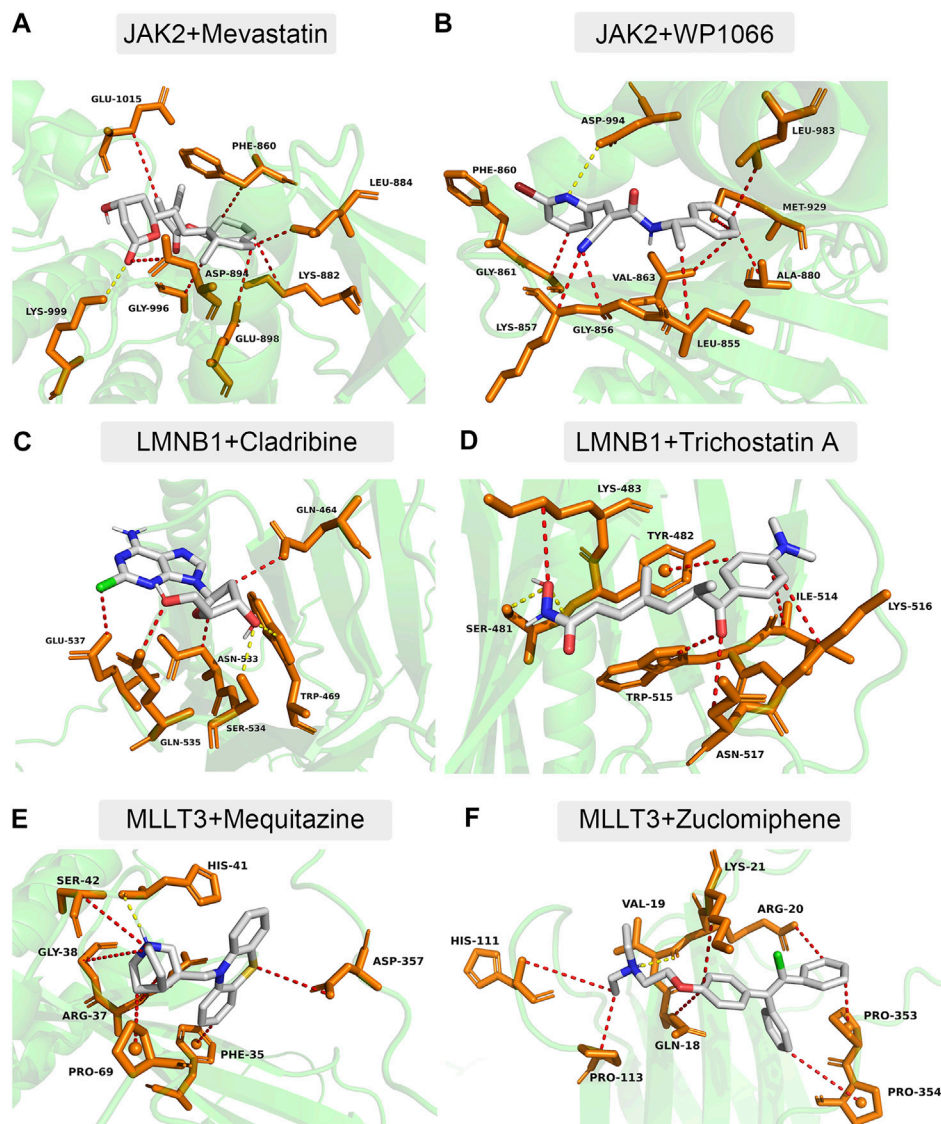 A
JAK2+Mevastatin
GLU-1015
PHE-860
LEU-884
ASP-894
LYS-882
LYS-999
GLY-996
GLU-898
B
JAK2+WP1066
ASP-994
LEU-983
PHE-860
MET-929
GLY-861
VAL-863
ALA-880
LYS-857
GLY-856
LEU-855
C
LMNB1+Cladribine
GLN-464
GLU-537
ASN-533
TRP-469
SER-534
GLN-535
D
LMNB1+Trichostatin A
LYS-483
TYR-482
ILE-514
LYS-516
SER-481
TRP-515
ASN-517
E
MLLT3+Mequitazine
HIS-41
SER-42
GLY-38
ASP-357
ARG-37
PHE-35
PRO-69
F
MLLT3+Zuclomiphene
LYS-21
VAL-19
ARG-20
HIS-111
GLN-18
PRO-353
PRO-113
PRO-354